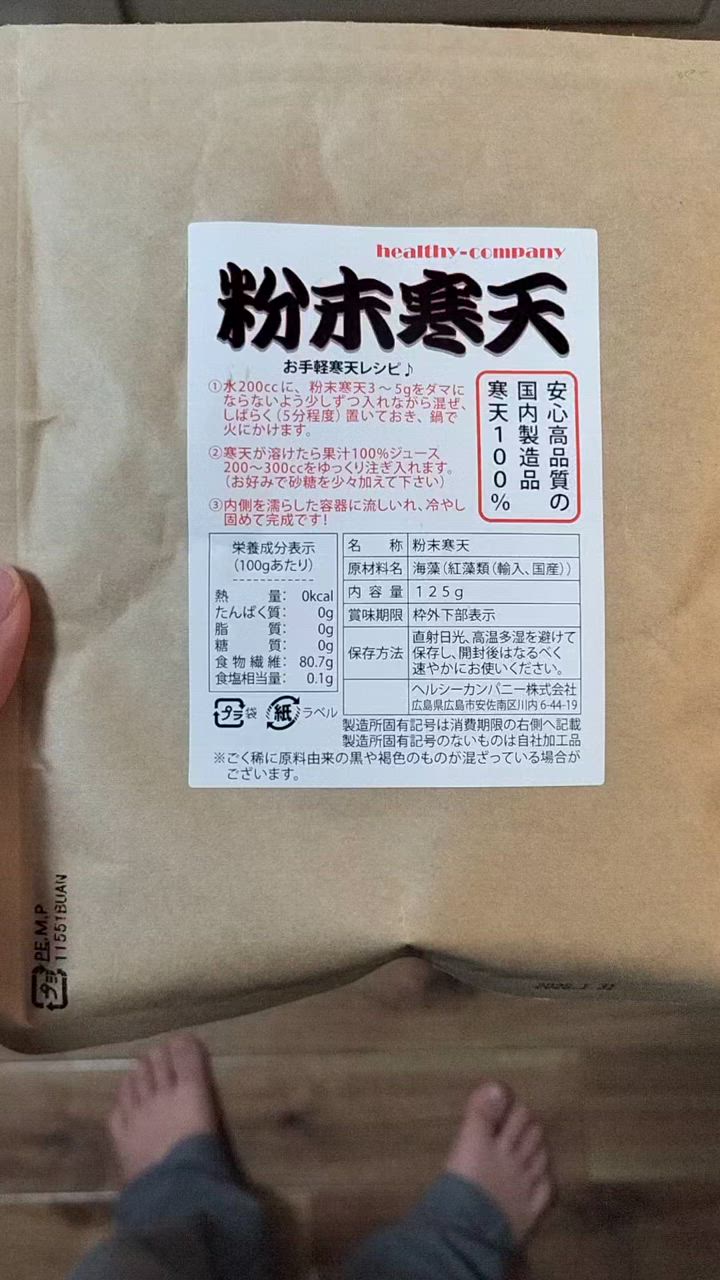 healthy-company
粉末寒天
お手軽寒天レシピ♪
①水200ccに、粉末寒天3〜5gをダマに
ならないよう少しずつ入れながら混ぜ、
しばらく(5分程度)置いておき、鍋で
火にかけます。
②寒天が溶けたら果汁100%ジュース
200〜300ccをゆっくり注ぎ入れます。
(お好みで砂糖を少々加えて下さい)
③内側を濡らした容器に流しいれ、冷やし
固めて完成です!
安心高品質の
国内製造品
寒天100%
栄養成分表示
(100gあたり)
熱量: 0kcal
たんぱく質: 0g
脂質: 0g
糖質: 0g
食物繊維: 80.7g
食塩相当量: 0.1g
プラ 袋 紙 ラベル
名称 粉末寒天
原材料名 海藻(紅藻類(輸入、国産))
内容量 125g
賞味期限 枠外下部表示
保存方法 直射日光、高温多湿を避けて
保存し、開封後はなるべく
速やかにお使いください。
ヘルシーカンパニー株式会社
広島県広島市安佐南区川内6-44-19
製造所固有記号は消費期限の右側へ記載
製造所固有記号のないものは自社加工品
※ごく稀に原料由来の黒や褐色のものが混ざっている場合が
ございます。
プラ PE,M,P
11551BUAN